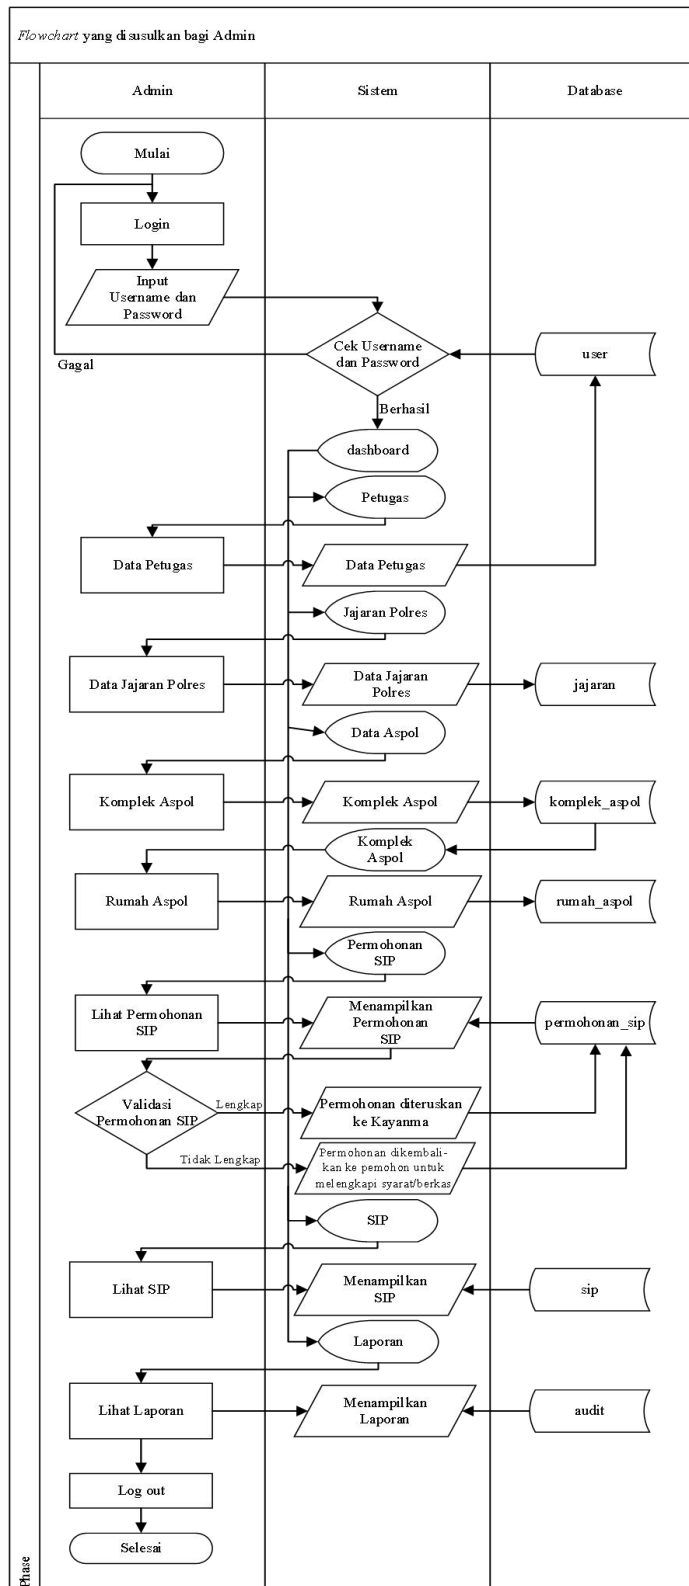 Flowchart yang disusulkan bagi Admin
Admin
Sistem
Database
Mulai
Login
Input
Username dan
Password
Cek Username
dan Password
user
Gagal
Berhasil
dashboard
Petugas
Data Petugas
Data Petugas
Jajaran Polres
Data Jajaran Polres
Data Jajaran
Polres
jajaran
Data Aspol
Komplek Aspol
Komplek Aspol
komplek_aspol
Komplek
Aspol
Rumah Aspol
Rumah Aspol
rumah_aspol
Permohonan
SIP
Lihat Permohonan
SIP
Menampilkan
Permohonan
SIP
permohonan_sip
Validasi
Permohonan SIP
Lengkap
Permohonan diteruskan
ke Kayanma
Tidak Lengkap
Permohonan dikembali-
kan ke pemohon untuk
melengkapi syarat/berkas
SIP
Lihat SIP
Menampilkan
SIP
sip
Laporan
Lihat Laporan
Menampilkan
Laporan
audit
Log out
Selesai
Phase